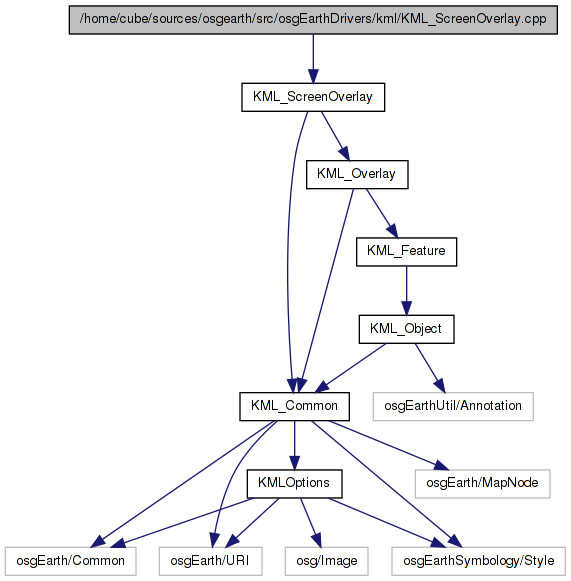 /home/cube/sources/osgearth/src/osgEarthDrivers/kml/KML_ScreenOverlay.cpp
KML_ScreenOverlay
KML_Overlay
KML_Feature
KML_Object
KML_Common
osgEarthUtil/Annotation
KMLOptions
osgEarth/MapNode
osgEarth/Common
osgEarth/URI
osg/Image
osgEarthSymbology/Style